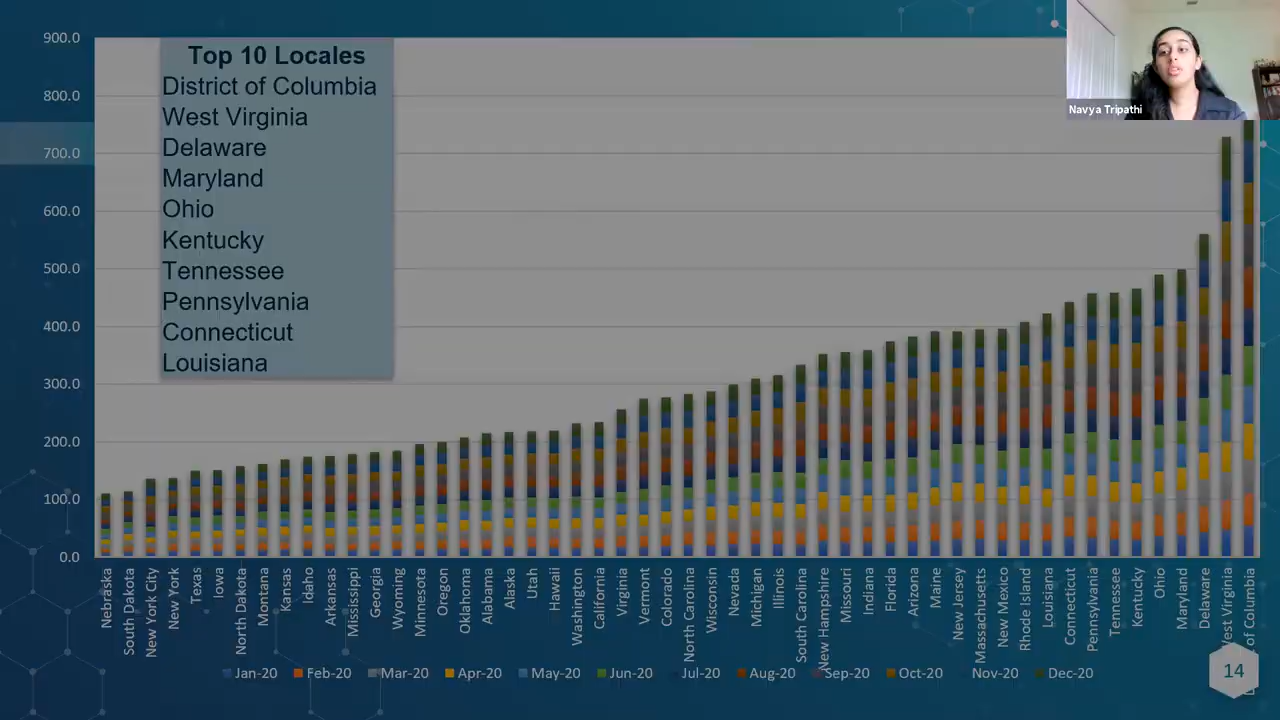 900.0
800.0
700.0
600.0
500.0
400.0
300.0
200.0
100.0
0.0
Top 10 Locales
District of Columbia
West Virginia
Delaware
Maryland
Ohio
Kentucky
Tennessee
Pennsylvania
Connecticut
Louisiana
Navya Tripathi
Nebraska
South Dakota
New York City
New York
Texas
Iowa
North Dakota
Montana
Kansas
Idaho
Arkansas
Mississippi
Georgia
Wyoming
Minnesota
Oregon
Oklahoma
Alabama
Alaska
Utah
Hawaii
Washington
California
Virginia
Vermont
Colorado
North Carolina
Wisconsin
Nevada
Michigan
Illinois
South Carolina
New Hampshire
Missouri
Indiana
Florida
Arizona
Maine
New Jersey
Massachusetts
New Mexico
Rhode Island
Louisiana
Connecticut
Pennsylvania
Tennessee
Kentucky
Ohio
Maryland
Delaware
West Virginia
of Columbia
Jan-20 Feb-20 Mar-20 Apr-20 May-20 Jun-20 Jul-20 Aug-20 Sep-20 Oct-20 Nov-20 Dec-20
14